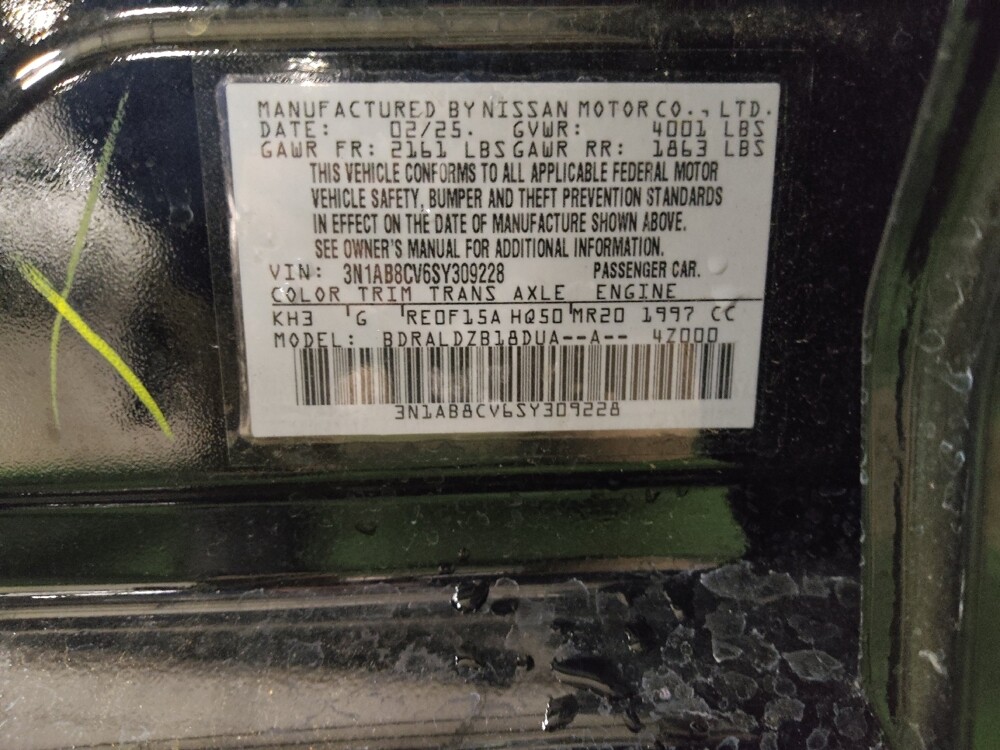 MANUFACTURED BY NISSAN MOTOR CO., LTD.
DATE: 02/25. GVWR: 4001 LBS
GAWR FR: 2161 LBS GAWR RR: 1863 LBS
THIS VEHICLE CONFORMS TO ALL APPLICABLE FEDERAL MOTOR
VEHICLE SAFETY, BUMPER AND THEFT PREVENTION STANDARDS
IN EFFECT ON THE DATE OF MANUFACTURE SHOWN ABOVE.
SEE OWNER'S MANUAL FOR ADDITIONAL INFORMATION.
VIN: 3N1AB8CV6SY309228 PASSENGER CAR.
COLOR TRIM TRANS AXLE ENGINE
KH3 G RE0F15A HQ50 MR20 1997 CC
MODEL: BDRALDZB18DUA--A-- 4Z000
3N1AB8CV6SY309228